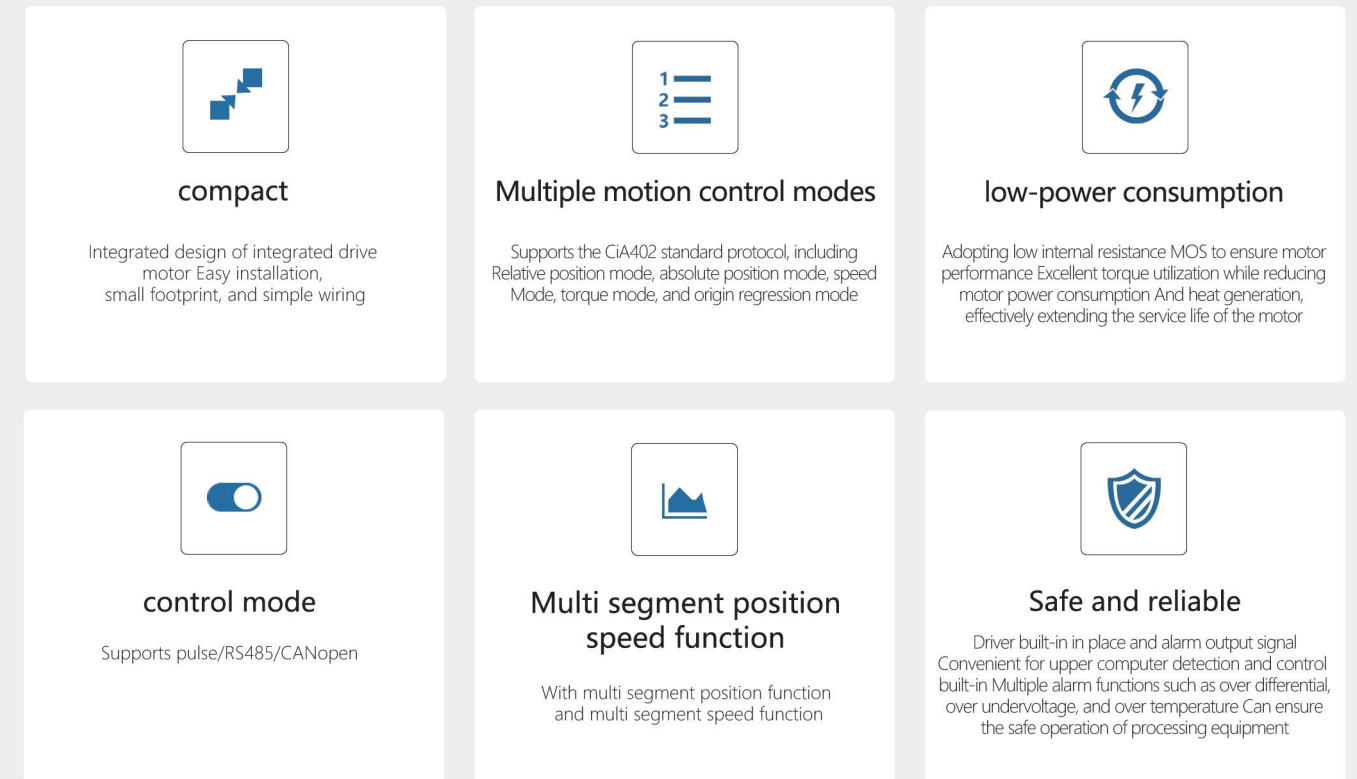 compact
Integrated design of integrated drive
motor Easy installation,
small footprint, and simple wiring
1
2
3
Multiple motion control modes
Supports the CiA402 standard protocol, including
Relative position mode, absolute position mode, speed
Mode, torque mode, and origin regression mode
low-power consumption
Adopting low internal resistance MOS to ensure motor
performance Excellent torque utilization while reducing
motor power consumption And heat generation,
effectively extending the service life of the motor
control mode
Supports pulse/RS485/CANopen
Multi segment position
speed function
With multi segment position function
and multi segment speed function
Safe and reliable
Driver built-in in place and alarm output signal
Convenient for upper computer detection and control
built-in Multiple alarm functions such as over differential,
over undervoltage, and over temperature Can ensure
the safe operation of processing equipment